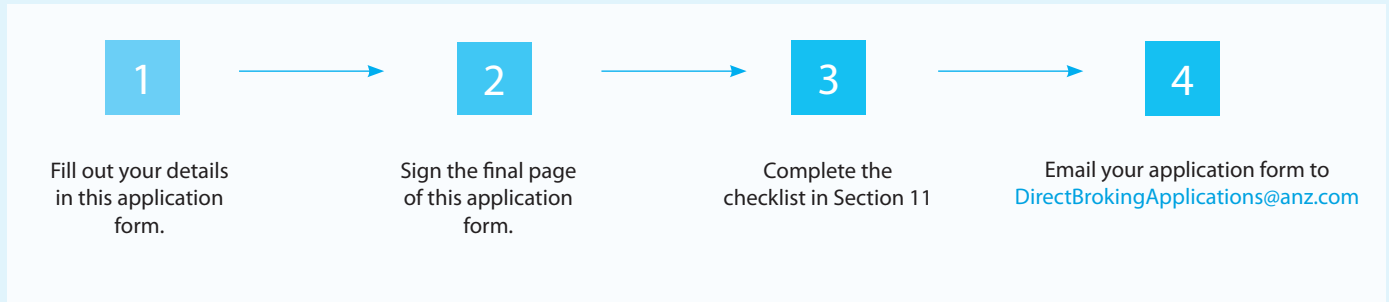 1
Fill out your details
in this application
form.
2
Sign the final page
of this application
form.
3
Complete the
checklist in Section 11
4
Email your application form to
DirectBrokingApplications@anz.com